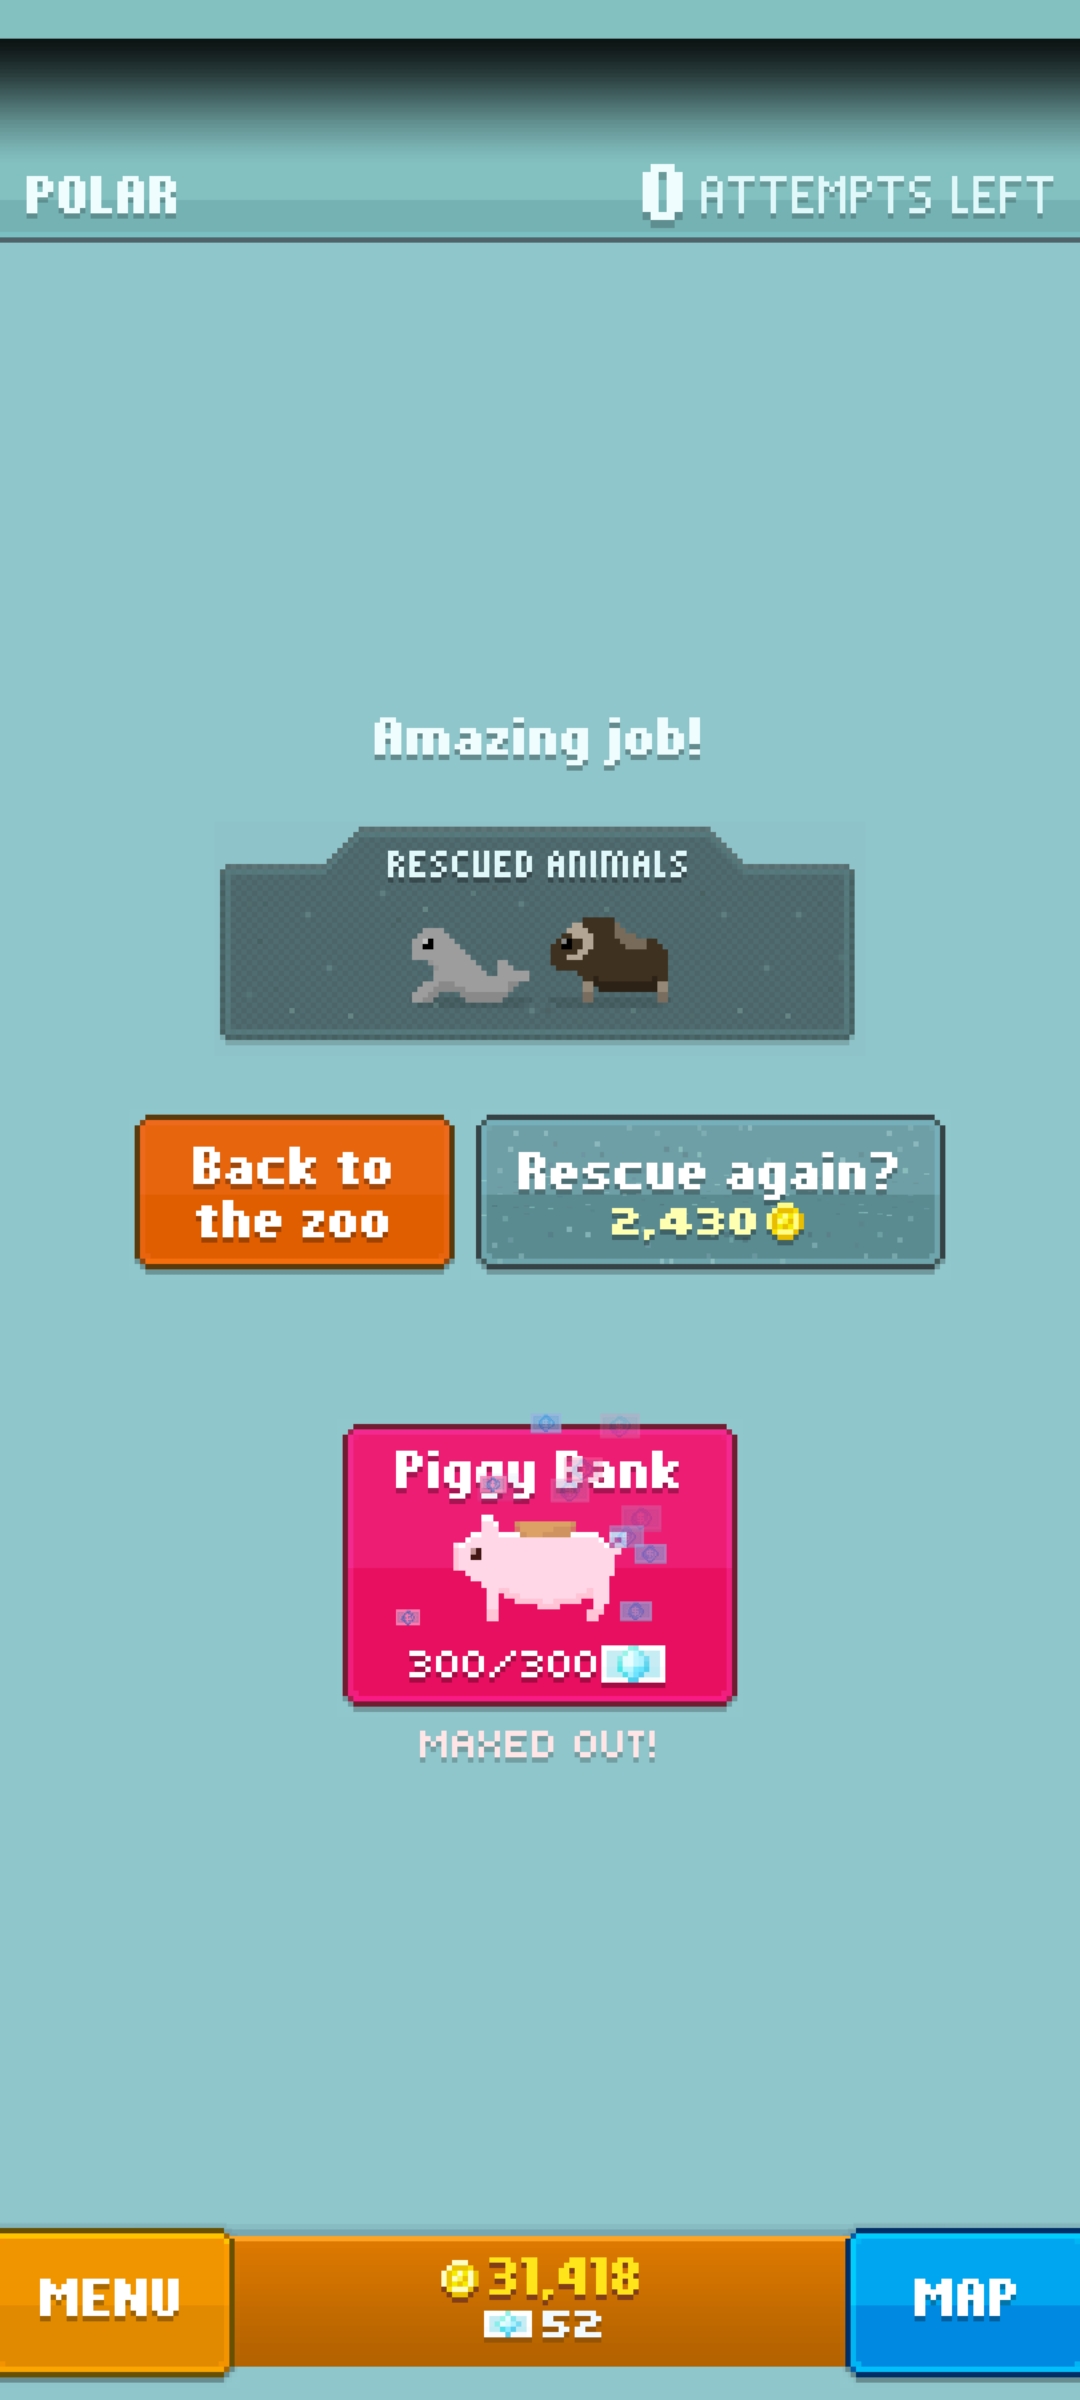 POLAR
0 ATTEMPTS LEFT
Amazing job!
RESCUED ANIMALS
Back to
the zoo
Rescue again?
2,430
Piggy Bank
300/300
MAXED OUT!
MENU
31,418
52
MAP